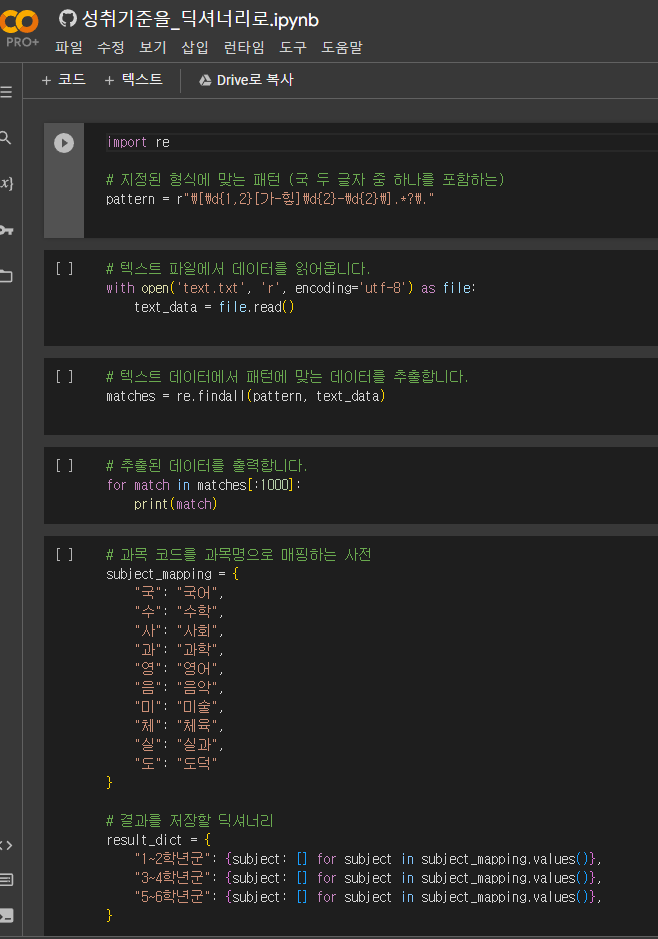 CO
PRO+
성취기준을_딕셔너리로.ipynb
파일 수정 보기 삽입 런타임 도구 도움말
+ 코드 + 텍스트 Drive로 복사
import re
# 지정된 형식에 맞는 패턴 (국 두 글자 중 하나를 포함하는)
pattern = r"₩[₩d{1,2}[가-힣]₩d{2}-₩d{2}₩].*?₩."
[ ] # 텍스트 파일에서 데이터를 읽어옵니다.
with open('text.txt', 'r', encoding='utf-8') as file:
text_data = file.read()
[ ] # 텍스트 데이터에서 패턴에 맞는 데이터를 추출합니다.
matches = re.findall(pattern, text_data)
[ ] # 추출된 데이터를 출력합니다.
for match in matches[:1000]:
print(match)
[ ] # 과목 코드를 과목명으로 매핑하는 사전
subject_mapping = {
"국": "국어",
"수": "수학",
"사": "사회",
"과": "과학",
"영": "영어",
"음": "음악",
"미": "미술",
"체": "체육",
"실": "실과",
"도": "도덕"
}
# 결과를 저장할 딕셔너리
result_dict = {
"1~2학년군": {subject: [] for subject in subject_mapping.values()},
"3~4학년군": {subject: [] for subject in subject_mapping.values()},
"5~6학년군": {subject: [] for subject in subject_mapping.values()},
}